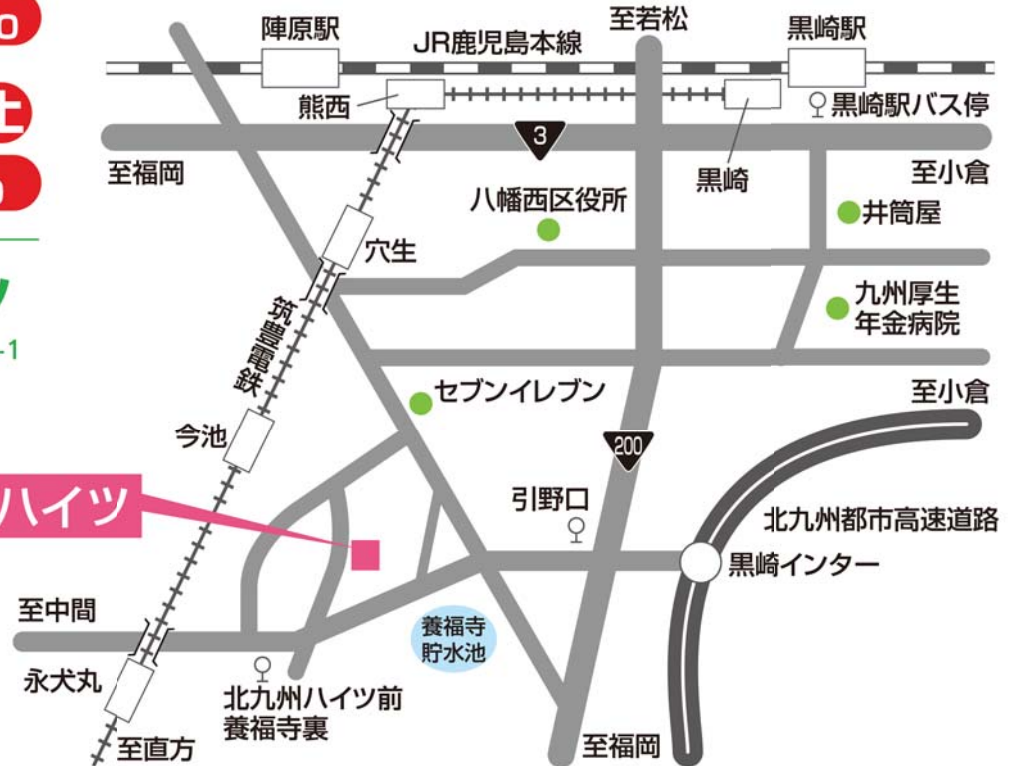 至若松
陣原駅
JR鹿児島本線
黒崎駅
熊西
黒崎駅バス停
3
至福岡
黒崎
至小倉
八幡西区役所
井筒屋
穴生
九州厚生
年金病院
筑豊電鉄
-1
セブンイレブン
至小倉
今池
200
ハイツ
引野口
北九州都市高速道路
黒崎インター
至中間
養福寺
貯水池
永犬丸
北九州ハイツ前
養福寺裏
至直方
至福岡